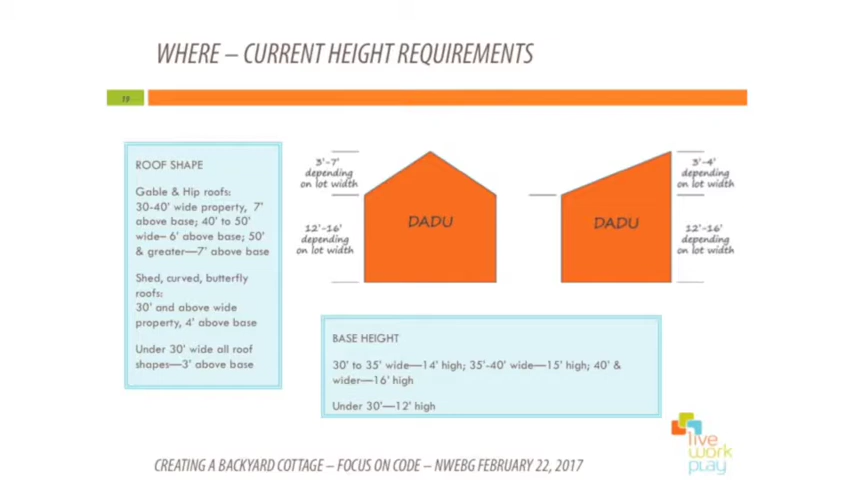 WHERE – CURRENT HEIGHT REQUIREMENTS
19
ROOF SHAPE
Gable & Hip roofs:
30-40' wide property, 7'
above base; 40' to 50'
wide– 6' above base; 50'
& greater—7' above base
Shed, curved, butterfly
roofs:
30' and above wide
property, 4' above base
Under 30' wide all roof
shapes—3' above base
3'-7'
depending
on lot width
12'-16'
depending
on lot width
DADU
DADU
3'-4'
depending
on lot width
12'-16'
depending
on lot width
BASE HEIGHT
30' to 35' wide—14' high; 35'-40' wide—15' high; 40' &
wider—16' high
Under 30'—12' high
live
work
play
CREATING A BACKYARD COTTAGE – FOCUS ON CODE – NWEBG FEBRUARY 22, 2017